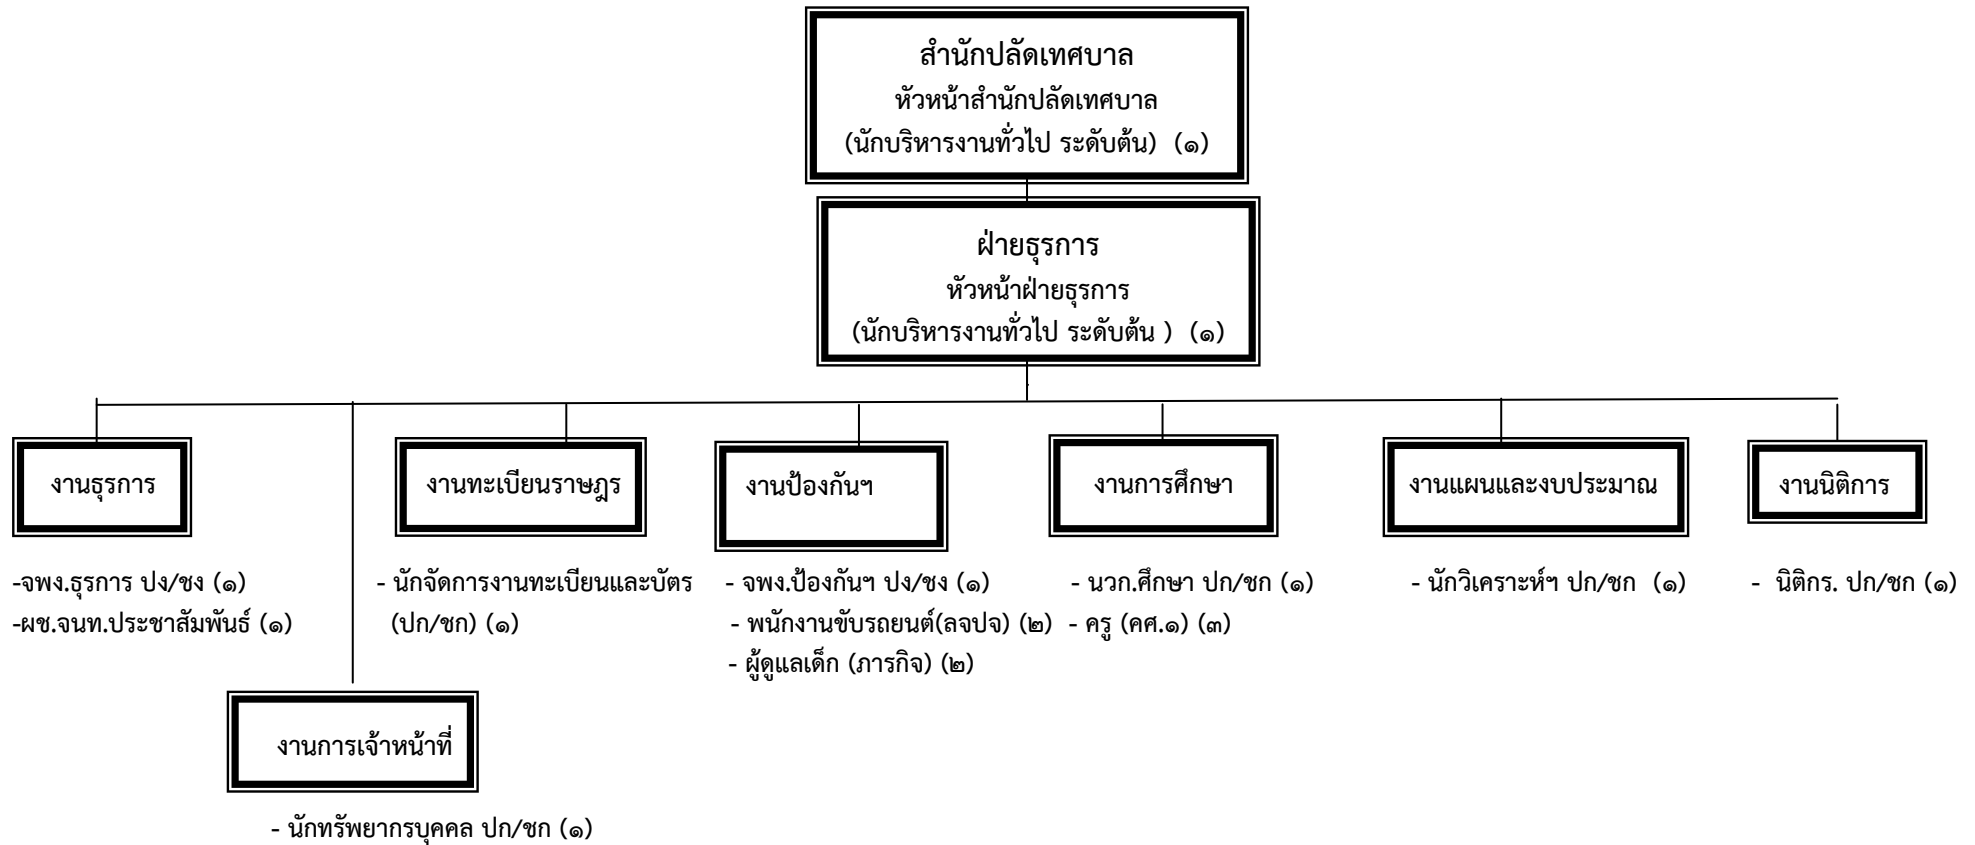 สำนักปลัดเทศบาล
หัวหน้าสำนักปลัดเทศบาล
(นักบริหารงานทั่วไป ระดับต้น) (๑)
ฝ่ายธุรการ
หัวหน้าฝ่ายธุรการ
(นักบริหารงานทั่วไป ระดับต้น ) (๑)
งานธุรการ
-จพง.ธุรการ ปง/ชง (๑)
-ผช.จนท.ประชาสัมพันธ์ (๑)
งานทะเบียนราษฎร
- นักจัดการงานทะเบียนและบัตร
(ปก/ชก) (๑)
งานป้องกันฯ
- จพง.ป้องกันฯ ปง/ชง (๑)
- พนักงานขับรถยนต์(ลจปจ) (๒)
- ผู้ดูแลเด็ก (ภารกิจ) (๒)
งานการศึกษา
- นวก.ศึกษา ปก/ชก (๑)
- ครู (คศ.๑) (๓)
งานแผนและงบประมาณ
- นักวิเคราะห์ฯ ปก/ชก (๑)
งานนิติการ
- นิติกร. ปก/ชก (๑)
งานการเจ้าหน้าที่
- นักทรัพยากรบุคคล ปก/ชก (๑)